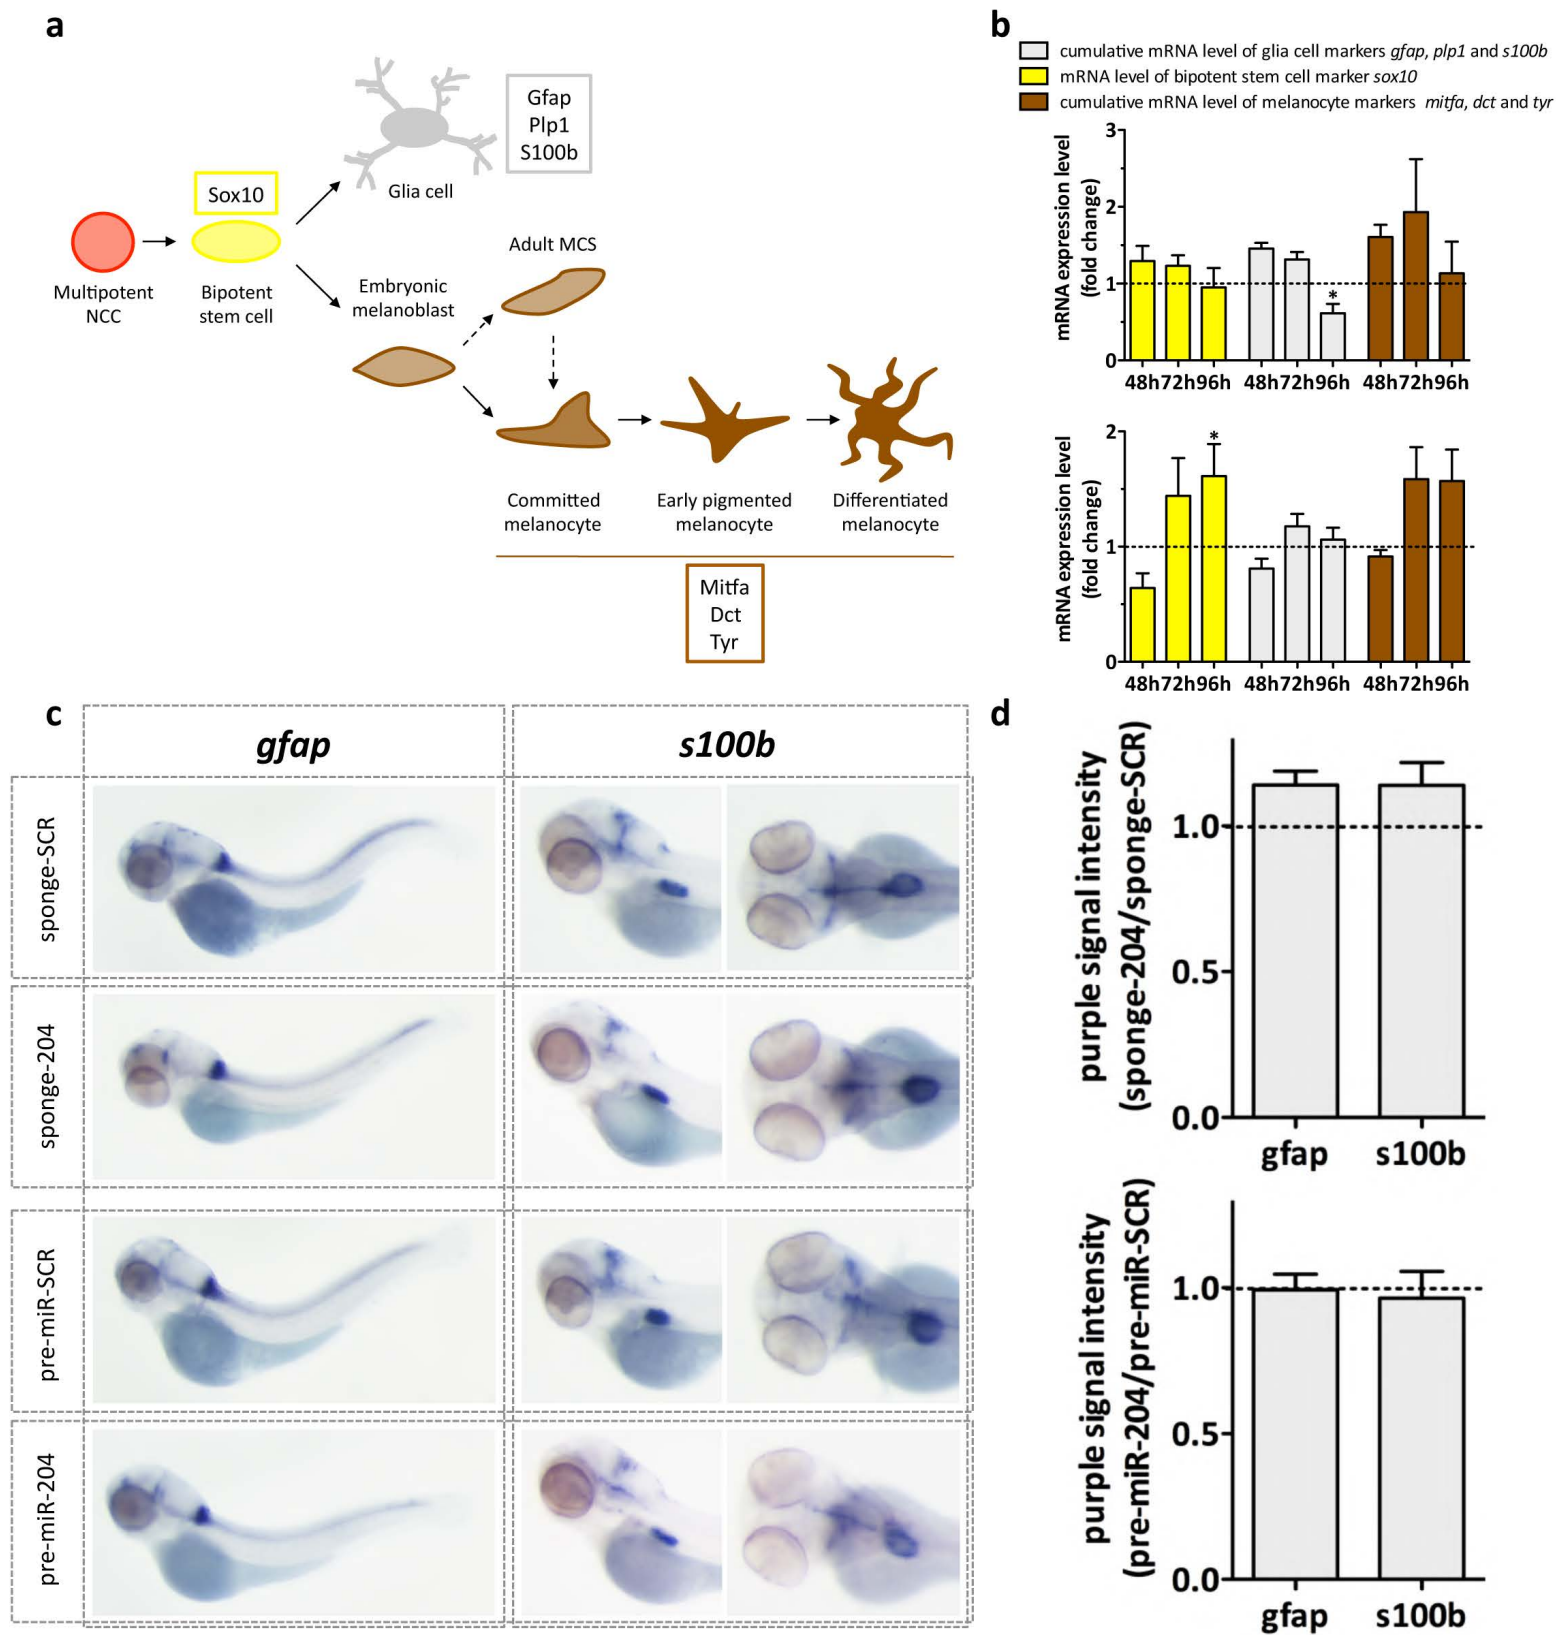 a
Gfap
Plp1
S100b
Sox10
Glia cell
Multipotent
NCC
Bipotent
stem cell
Embryonic
melanoblast
Adult MCS
Committed
melanocyte
Early pigmented
melanocyte
Differentiated
melanocyte
Mitfa
Dct
Tyr
b
cumulative mRNA level of glia cell markers gfap, plp1 and s100b
mRNA level of bipotent stem cell marker sox10
cumulative mRNA level of melanocyte markers mitfa, dct and tyr
mRNA expression level
(fold change)
3
2
1
0
*
48h72h96h 48h72h96h 48h72h96h
mRNA expression level
(fold change)
2
1
0
*
48h72h96h 48h72h96h 48h72h96h
c
gfap s100b
sponge-SCR
sponge-204
pre-miR-SCR
pre-miR-204
d
purple signal intensity
(sponge-204/sponge-SCR)
1.0
0.5
0.0
gfap s100b
purple signal intensity
(pre-miR-204/pre-miR-SCR)
1.0
0.5
0.0
gfap s100b